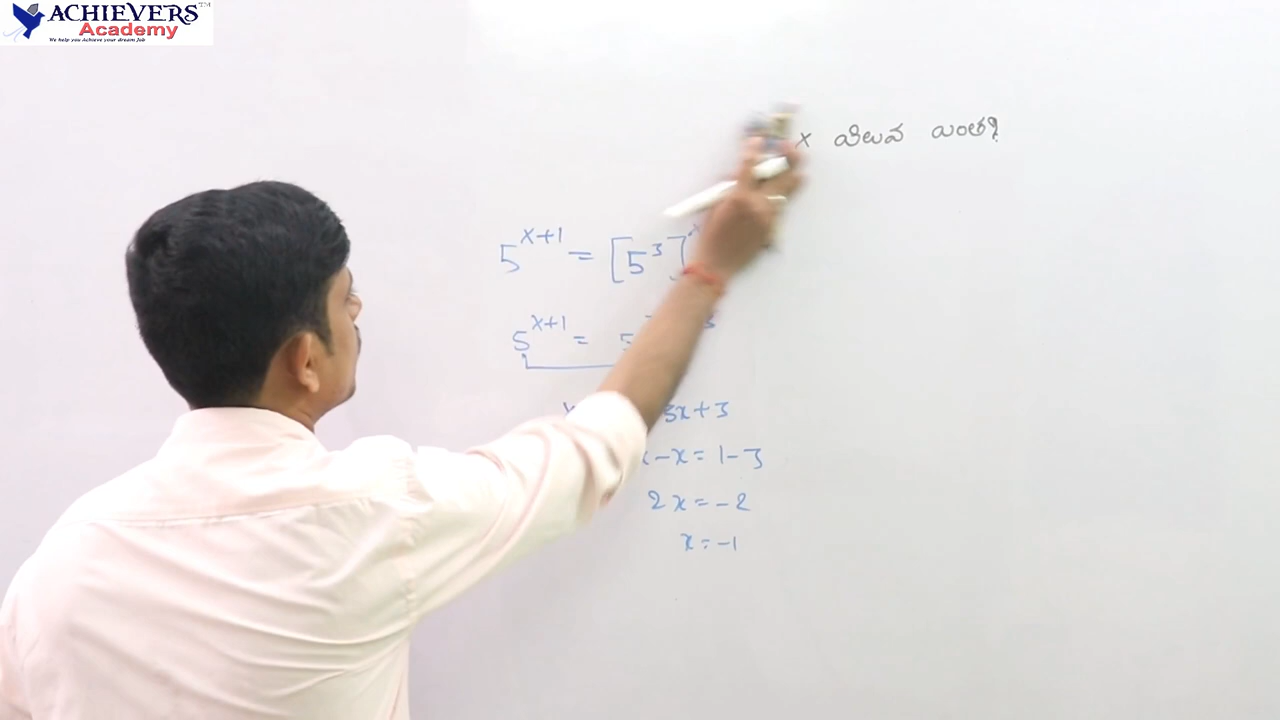 ACHIEVERS™
Academy
We help you Achieve your dream Job
x విలువ ఎంత?
5^{x+1} = [5^3]
5^{x+1} = 5
3x+3
-x = 1-3
2x = -2
x = -1